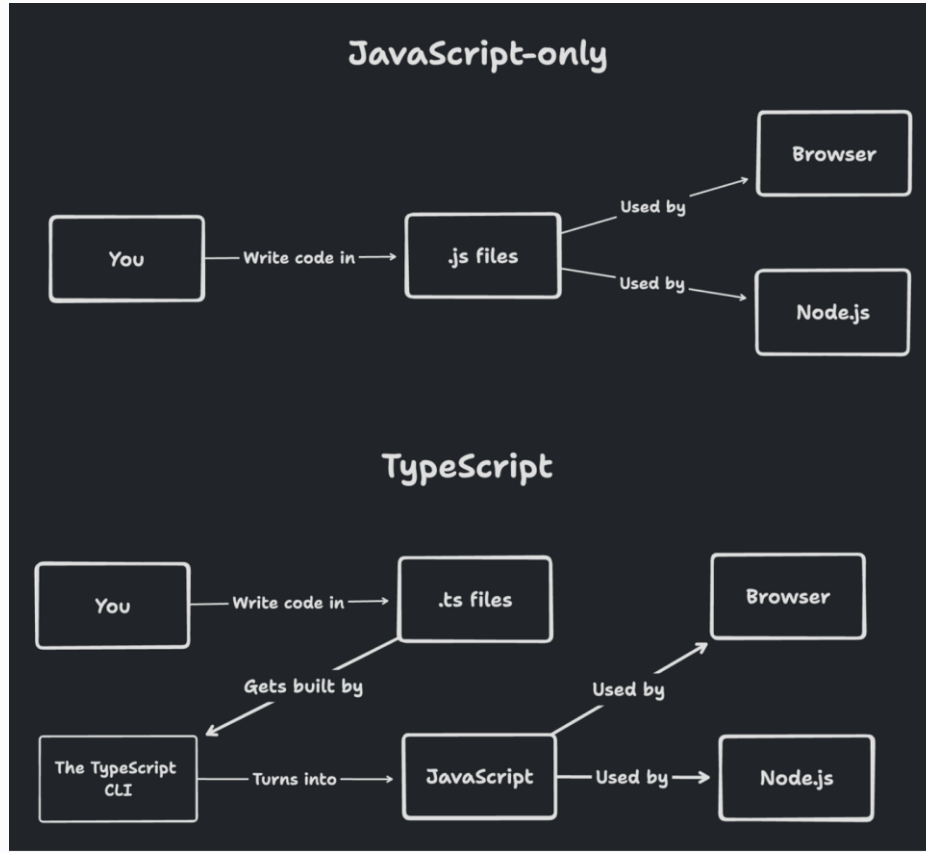 JavaScript-only
Browser
Used by
You
Write code in
.js files
Used by
Node.js
TypeScript
You
Write code in
.ts files
Browser
Gets built by
Used by
The TypeScript
CLI
Turns into
JavaScript
Used by
Node.js